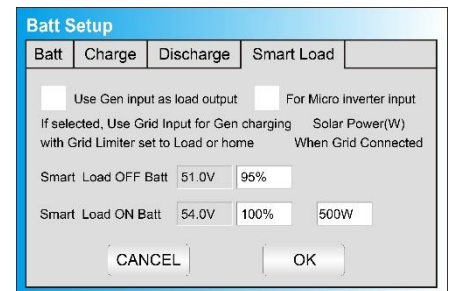 Batt Setup
Batt Charge Discharge Smart Load
Use Gen input as load output For Micro inverter input
If selected, Use Grid Input for Gen charging Solar Power(W)
with Grid Limiter set to Load or home When Grid Connected
Smart Load OFF Batt 51.0V 95%
Smart Load ON Batt 54.0V 100% 500W
CANCEL OK